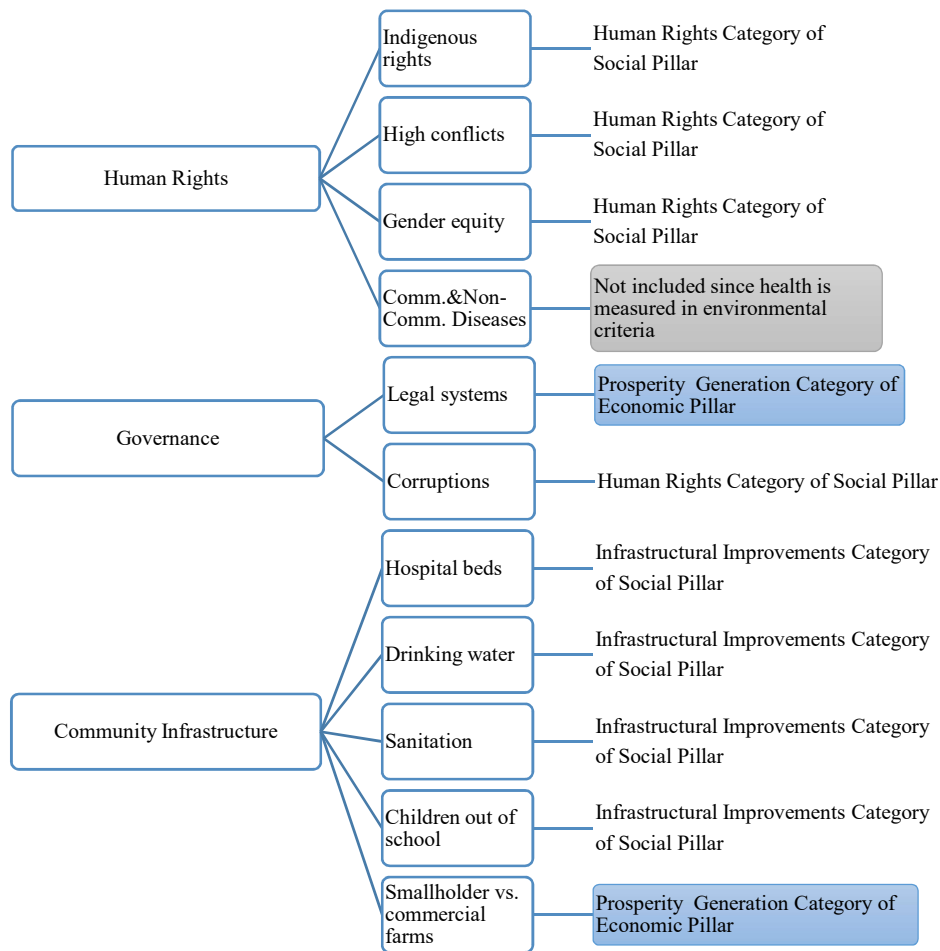 Human Rights
Indigenous
rights
Human Rights Category of
Social Pillar
High conflicts
Human Rights Category of
Social Pillar
Gender equity
Human Rights Category of
Social Pillar
Comm.&Non-
Comm. Diseases
Not included since health is
measured in environmental
criteria
Governance
Legal systems
Prosperity Generation Category of
Economic Pillar
Corruptions
Human Rights Category of Social Pillar
Community Infrastructure
Hospital beds
Infrastructural Improvements Category
of Social Pillar
Drinking water
Infrastructural Improvements Category
of Social Pillar
Sanitation
Infrastructural Improvements Category
of Social Pillar
Children out of
school
Infrastructural Improvements Category
of Social Pillar
Smallholder vs.
commercial
farms
Prosperity Generation Category of
Economic Pillar